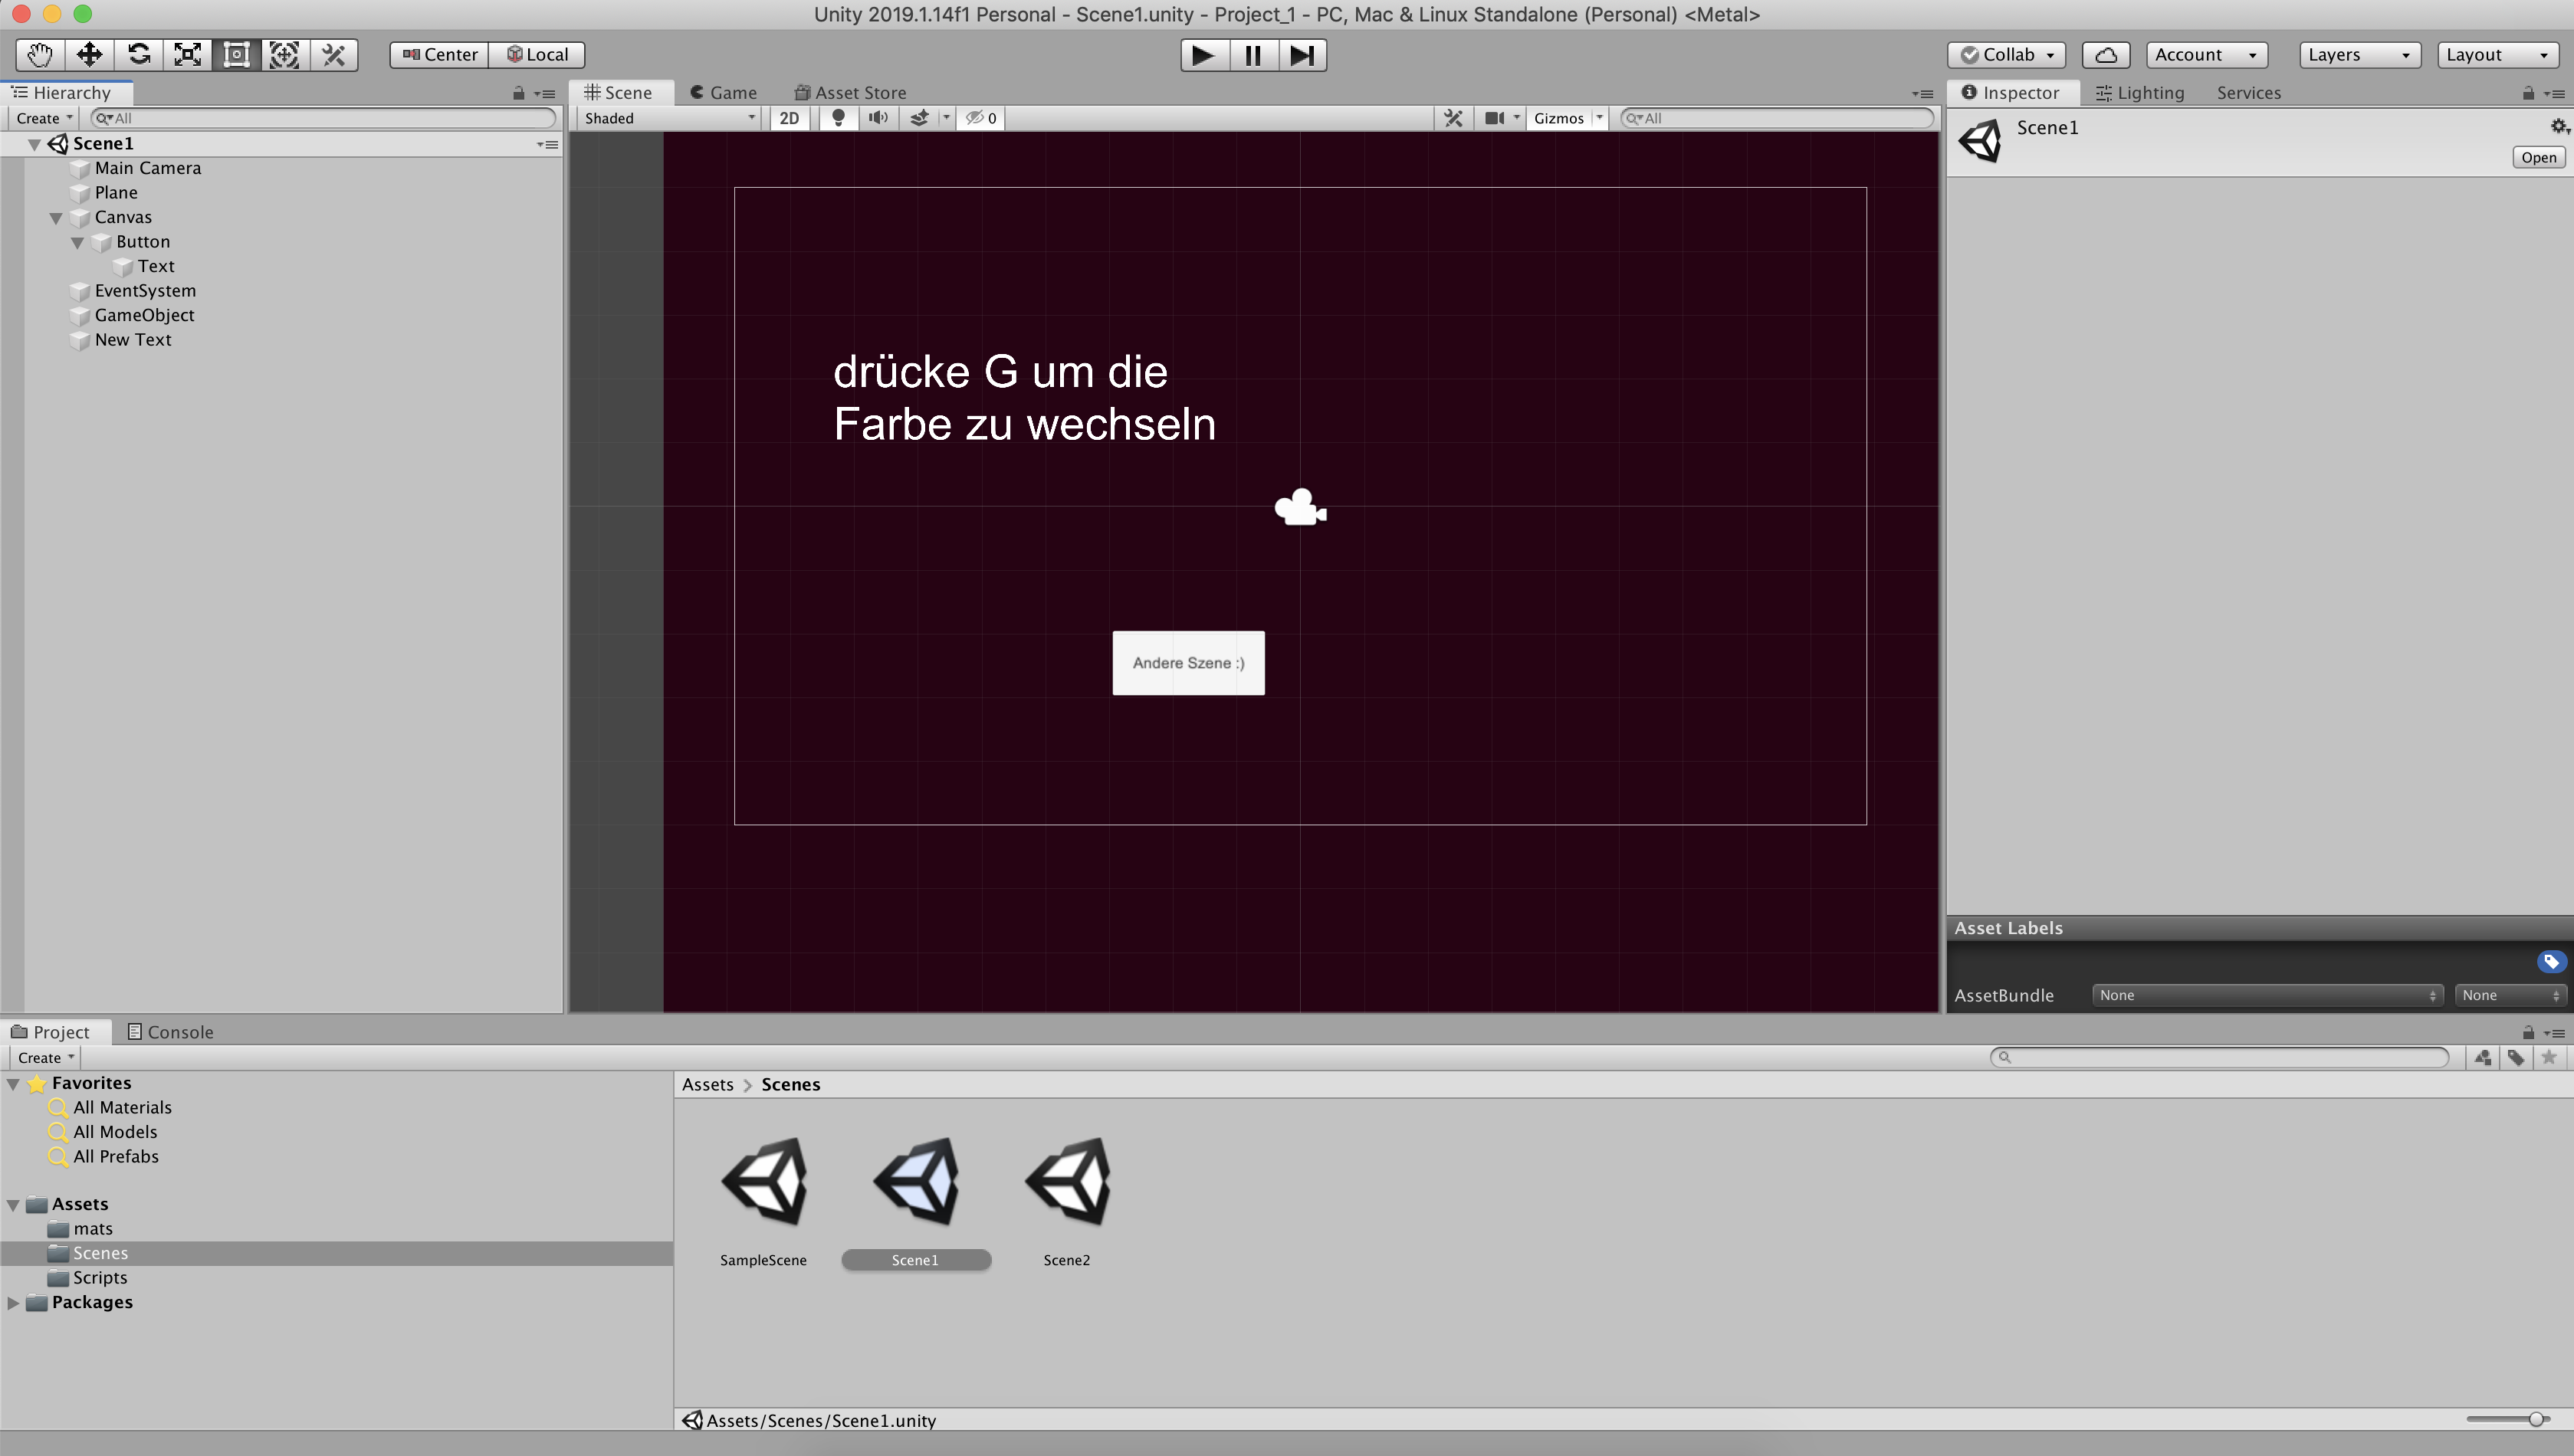 Unity 2019.1.14f1 Personal - Scene1.unity - Project_1 - PC, Mac & Linux Standalone (Personal) <Metal>
Center Local Collab Account Layers Layout
Hierarchy
Create All
Scene1
Main Camera
Plane
Canvas
Button
Text
EventSystem
GameObject
New Text
Scene Game Asset Store
Shaded 2D 0 Gizmos All
drücke G um die
Farbe zu wechseln
Andere Szene :)
Inspector Lighting Services
Scene1
Open
Asset Labels
AssetBundle None None
Project Console
Create
Favorites
All Materials
All Models
All Prefabs
Assets
mats
Scenes
Scripts
Packages
Assets > Scenes
SampleScene Scene1 Scene2
Assets/Scenes/Scene1.unity